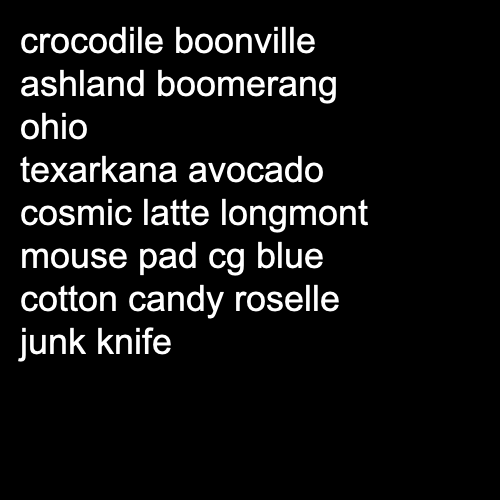 crocodile boonville
ashland boomerang
ohio
texarkana avocado
cosmic latte longmont
mouse pad cg blue
cotton candy roselle
junk knife